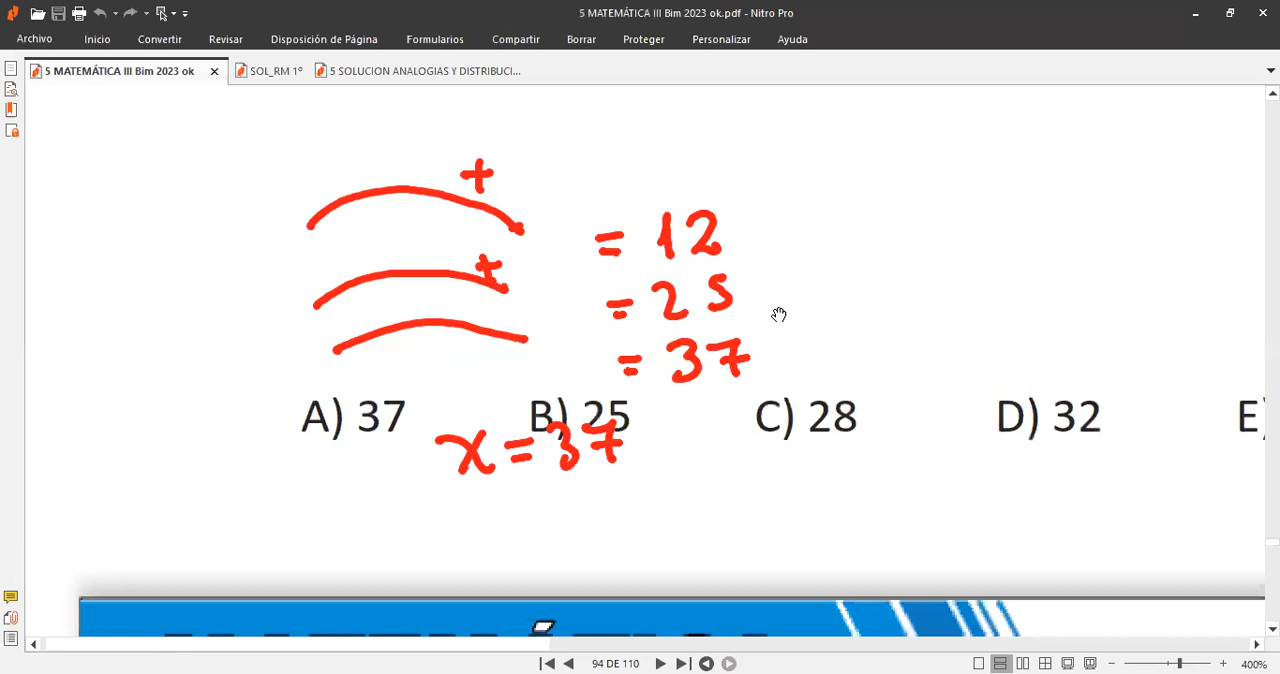 5 MATEMÁTICA III Bim 2023 ok.pdf - Nitro Pro
Archivo Inicio Convertir Revisar Disposición de Página Formularios Compartir Borrar Proteger Personalizar Ayuda
5 MATEMÁTICA III Bim 2023 ok SOL_RM 1° 5 SOLUCION ANALOGIAS Y DISTRIBUCI...
+
= 12
+
= 25
= 37
A) 37 B) 25 C) 28 D) 32 E)
x = 37
94 DE 110
400%